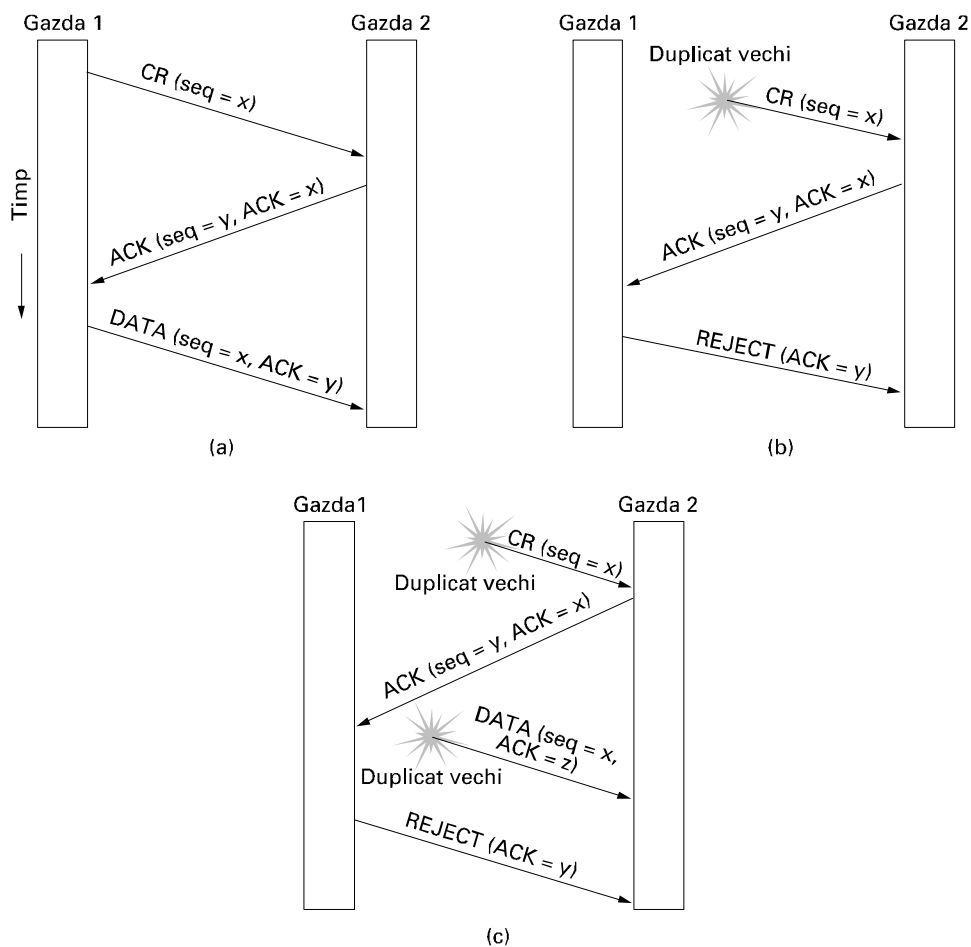 Gazda 1
Gazda 2
CR (seq = x)
ACK (seq = y, ACK = x)
DATA (seq = x, ACK = y)
Timp
(a)
Gazda 1
Gazda 2
Duplicat vechi
CR (seq = x)
ACK (seq = y, ACK = x)
REJECT (ACK = y)
(b)
Gazda1
Gazda 2
CR (seq = x)
Duplicat vechi
ACK (seq = y, ACK = x)
DATA (seq = x,
ACK = z)
Duplicat vechi
REJECT (ACK = y)
(c)